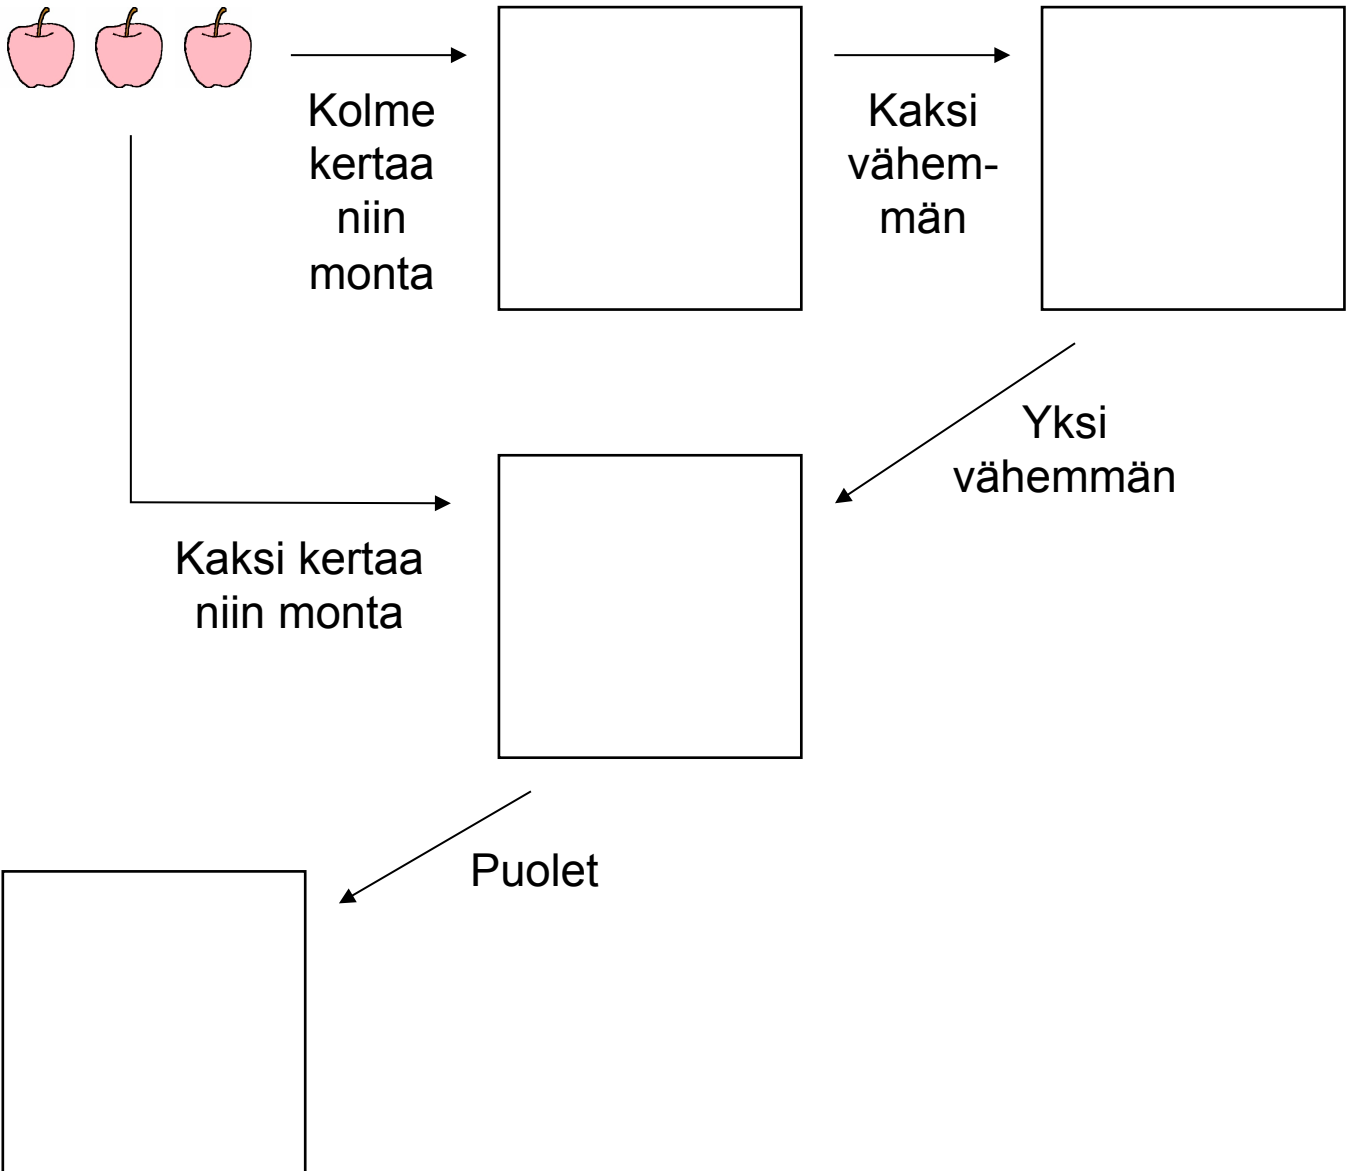 Kolme
kertaa
niin
monta
Kaksi
vähem-
män
Yksi
vähemmän
Kaksi kertaa
niin monta
Puolet